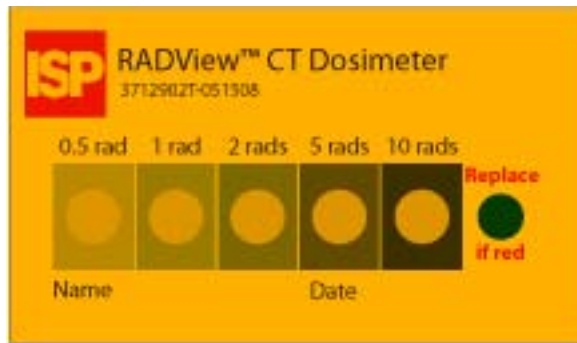 ISP
RADView™ CT Dosimeter
3712902T-051508
0.5 rad 1 rad 2 rads 5 rads 10 rads
Replace
if red
Name Date